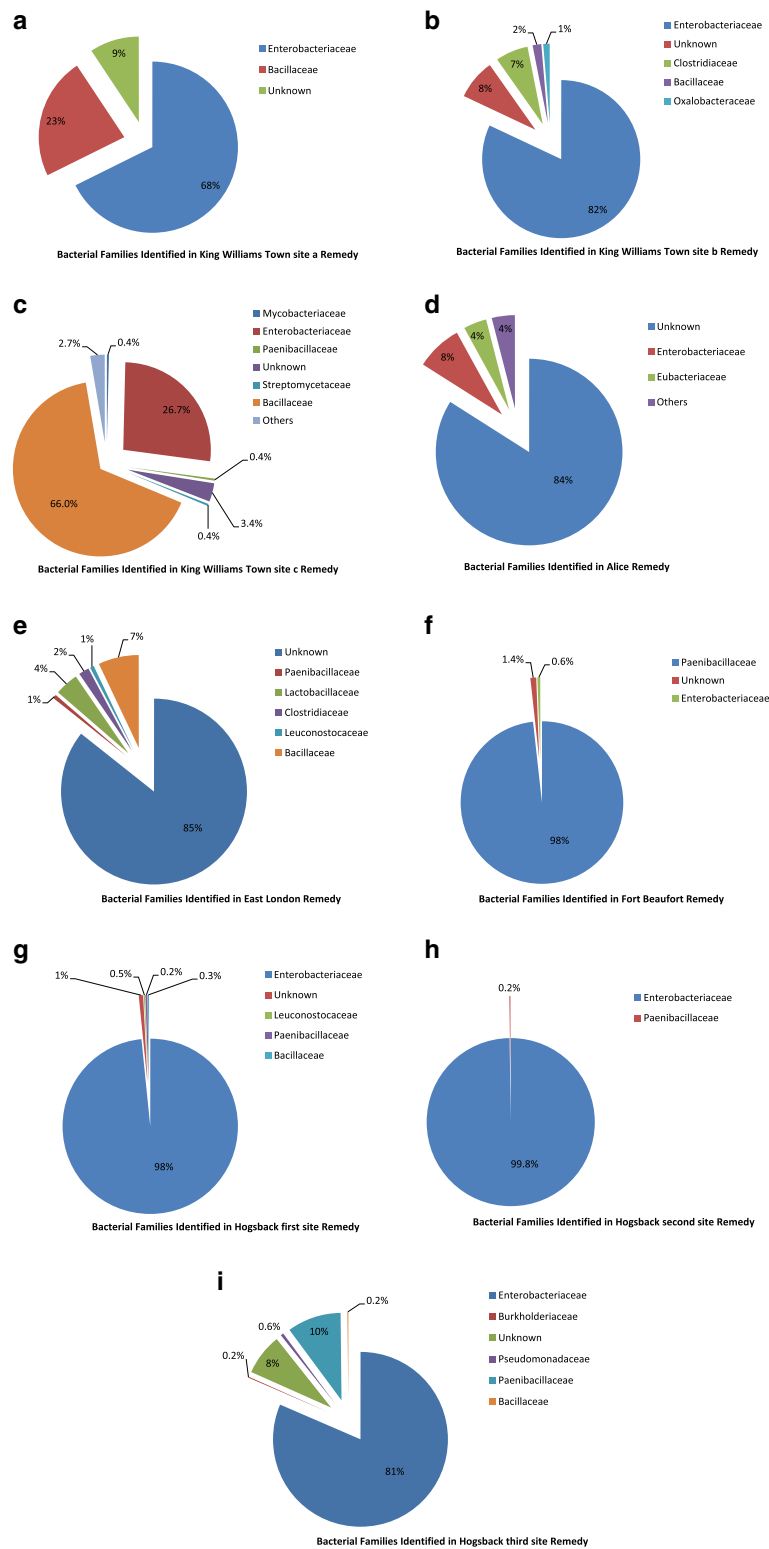 a
9%
23%
68%
Enterobacteriaceae
Bacillaceae
Unknown
Bacterial Families Identified in King Williams Town site a Remedy
b
2%
1%
7%
8%
82%
Enterobacteriaceae
Unknown
Clostridiaceae
Bacillaceae
Oxalobacteraceae
Bacterial Families Identified in King Williams Town site b Remedy
c
2.7%
0.4%
26.7%
0.4%
3.4%
0.4%
66.0%
Mycobacteriaceae
Enterobacteriaceae
Paenibacillaceae
Unknown
Streptomycetaceae
Bacillaceae
Others
Bacterial Families Identified in King Williams Town site c Remedy
d
4%
4%
8%
84%
Unknown
Enterobacteriaceae
Eubacteriaceae
Others
Bacterial Families Identified in Alice Remedy
e
7%
1%
2%
4%
1%
85%
Unknown
Paenibacillaceae
Lactobacillaceae
Clostridiaceae
Leuconostocaceae
Bacillaceae
Bacterial Families Identified in East London Remedy
f
1.4%
0.6%
98%
Paenibacillaceae
Unknown
Enterobacteriaceae
Bacterial Families Identified in Fort Beaufort Remedy
g
1%
0.5%
0.2%
0.3%
98%
Enterobacteriaceae
Unknown
Leuconostocaceae
Paenibacillaceae
Bacillaceae
Bacterial Families Identified in Hogsback first site Remedy
h
0.2%
99.8%
Enterobacteriaceae
Paenibacillaceae
Bacterial Families Identified in Hogsback second site Remedy
i
0.2%
0.6%
10%
0.2%
8%
81%
Enterobacteriaceae
Burkholderiaceae
Unknown
Pseudomonadaceae
Paenibacillaceae
Bacillaceae
Bacterial Families Identified in Hogsback third site Remedy